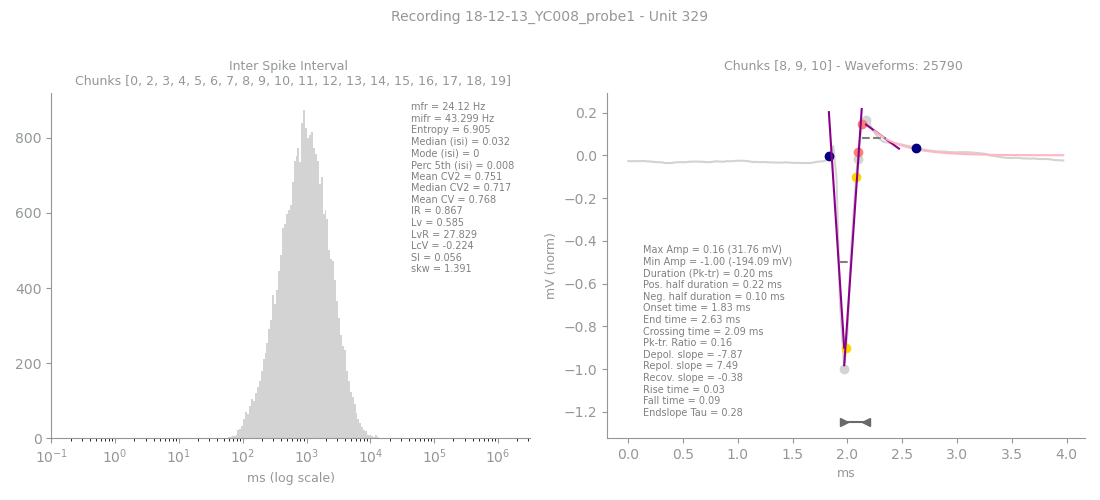 Recording 18-12-13_YC008_probe1 - Unit 329
Inter Spike Interval
Chunks [0, 2, 3, 4, 5, 6, 7, 8, 9, 10, 11, 12, 13, 14, 15, 16, 17, 18, 19]
mfr = 24.12 Hz
mifr = 43.299 Hz
Entropy = 6.905
Median (isi) = 0.032
Mode (isi) = 0
Perc 5th (isi) = 0.008
Mean CV2 = 0.751
Median CV2 = 0.717
Mean CV = 0.768
IR = 0.867
Lv = 0.585
LvR = 27.829
LcV = -0.224
SI = 0.056
skw = 1.391
800
600
400
200
0
10⁻¹ 10⁰ 10¹ 10² 10³ 10⁴ 10⁵ 10⁶
ms (log scale)
Chunks [8, 9, 10] - Waveforms: 25790
mV (norm)
0.2
0.0
−0.2
−0.4
−0.6
−0.8
−1.0
−1.2
Max Amp = 0.16 (31.76 mV)
Min Amp = -1.00 (-194.09 mV)
Duration (Pk-tr) = 0.20 ms
Pos. half duration = 0.22 ms
Neg. half duration = 0.10 ms
Onset time = 1.83 ms
End time = 2.63 ms
Crossing time = 2.09 ms
Pk-tr. Ratio = 0.16
Depol. slope = -7.87
Repol. slope = 7.49
Recov. slope = -0.38
Rise time = 0.03
Fall time = 0.09
Endslope Tau = 0.28
0.0 0.5 1.0 1.5 2.0 2.5 3.0 3.5 4.0
ms